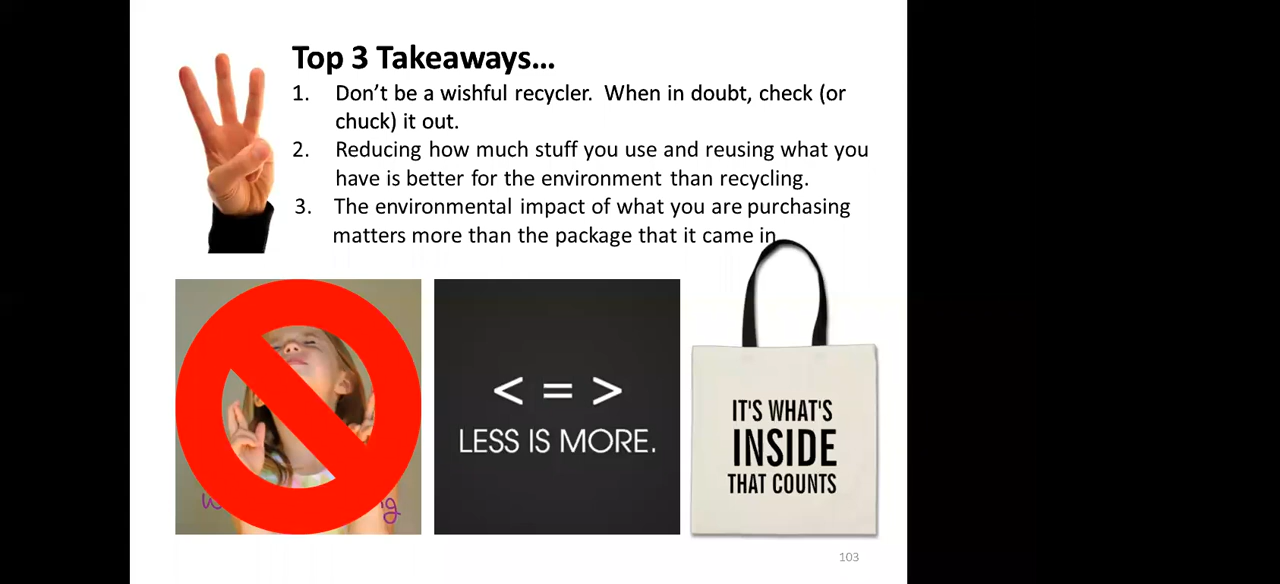 Top 3 Takeaways...
1. Don't be a wishful recycler. When in doubt, check (or
chuck) it out.
2. Reducing how much stuff you use and reusing what you
have is better for the environment than recycling.
3. The environmental impact of what you are purchasing
matters more than the package that it came in
< = >
LESS IS MORE.
IT'S WHAT'S
INSIDE
THAT COUNTS
103